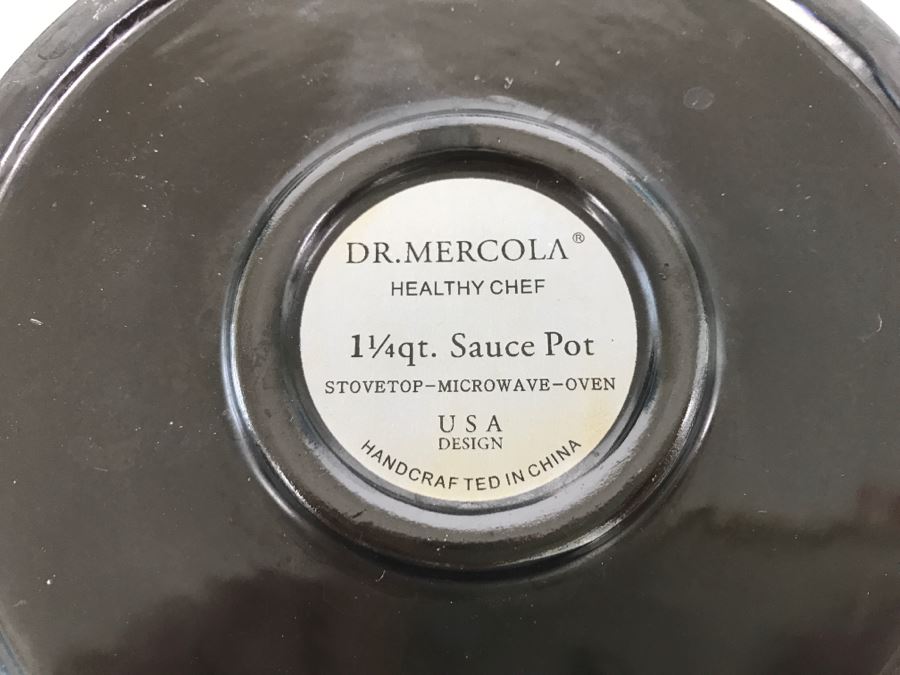 DR.MERCOLA®
HEALTHY CHEF
1¼qt. Sauce Pot
STOVETOP-MICROWAVE-OVEN
USA
DESIGN
HANDCRAFTED IN CHINA